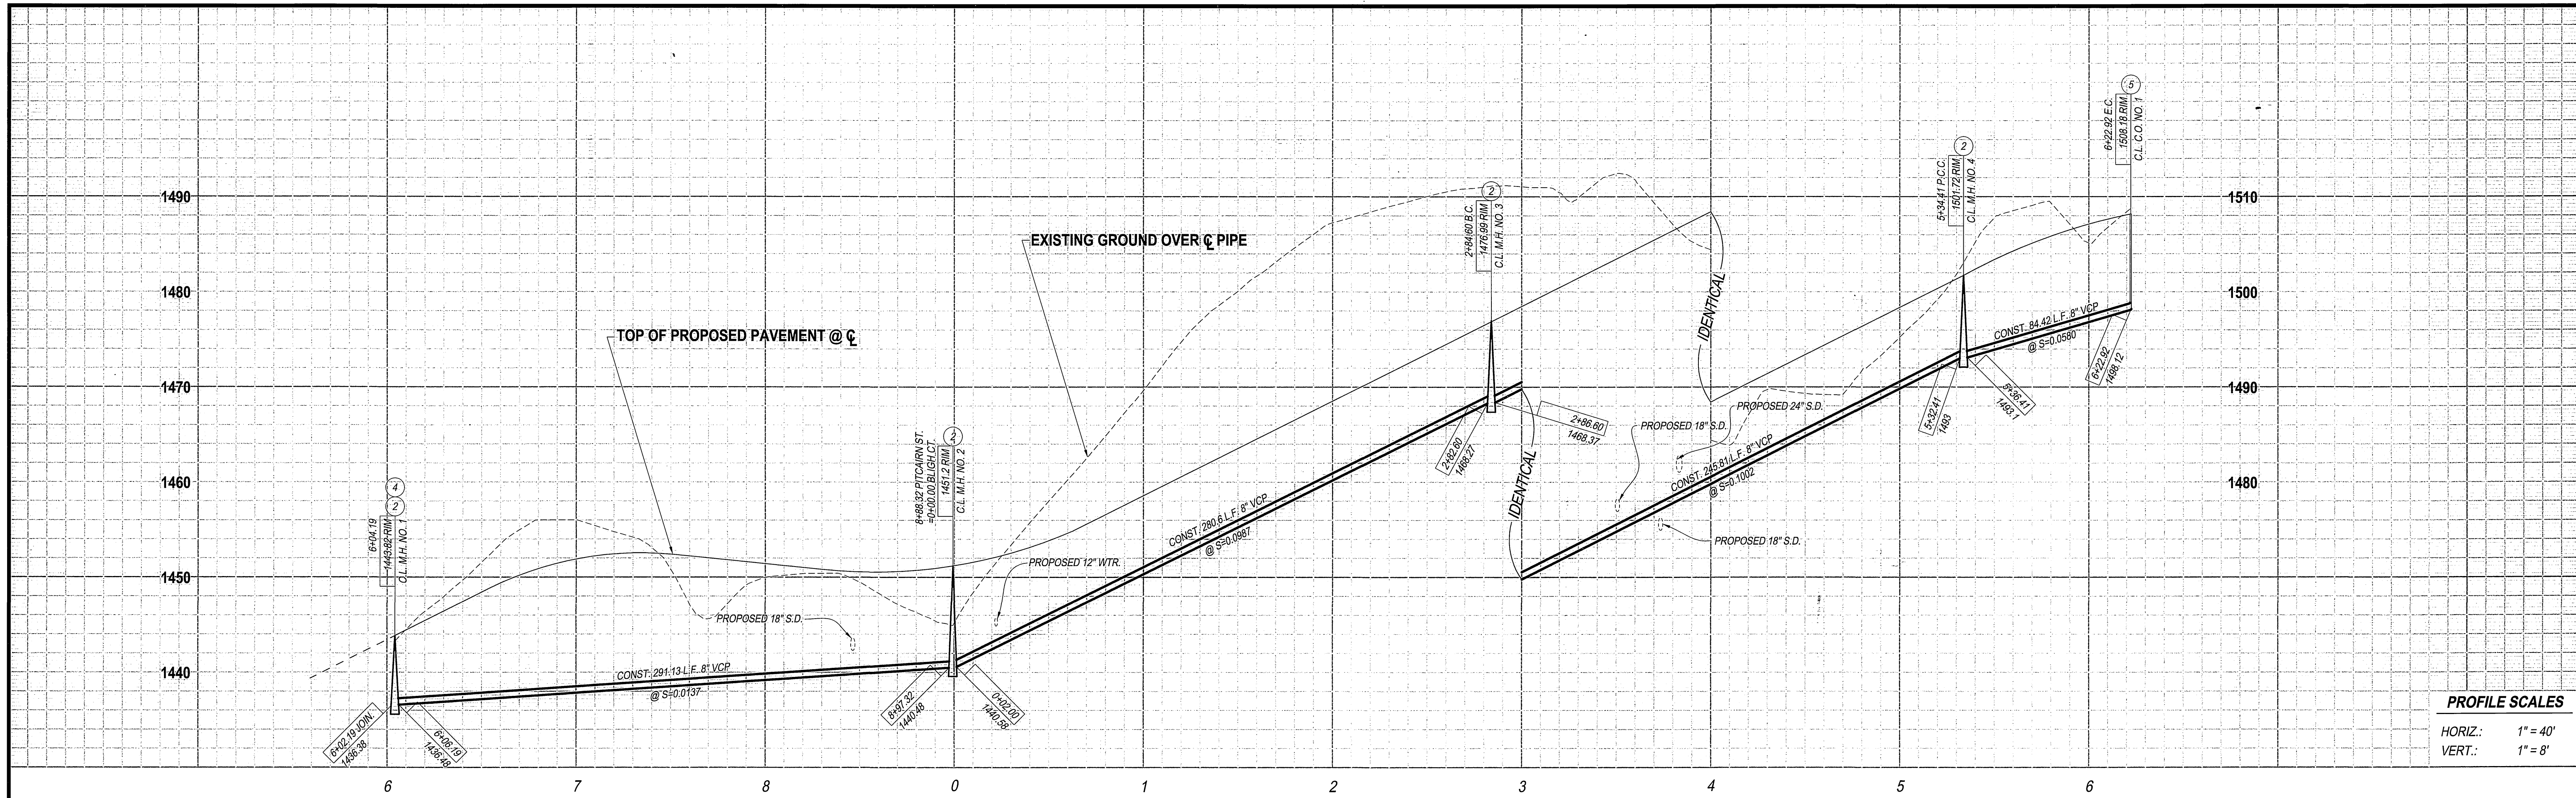 1490
1480
1470
1460
1450
1440
6+04.19
1443.82 RIM
C.L. M.H. NO. 1
4
2
6+02.19 JOIN.
1436.38
6+06.19
1436.48
TOP OF PROPOSED PAVEMENT @ ℄
EXISTING GROUND OVER ℄ PIPE
PROPOSED 18" S.D.
CONST. 291.13 L.F. 8" VCP
@ S=0.0137
8+88.32 PITCAIRN ST.
=0+00.00 BLIGH CT.
1451.2 RIM
C.L. M.H. NO. 2
2
8+97.32
1440.48
0+02.00
1440.58
PROPOSED 12" WTR.
CONST. 280.6 L.F. 8" VCP
@ S=0.0987
2+84.60 B.C.
1476.99 RIM
C.L. M.H. NO. 3
2
2+82.60
1468.27
2+86.60
1468.37
IDENTICAL
IDENTICAL
PROPOSED 24" S.D.
PROPOSED 18" S.D.
CONST. 245.81 L.F. 8" VCP
@ S=0.1002
PROPOSED 18" S.D.
5+34.41 P.C.C.
1501.72 RIM
C.L. M.H. NO. 4
2
5+32.41
1493
5+36.41
1493.1
CONST. 84.42 L.F. 8" VCP
@ S=0.0580
6+22.92 E.C.
1508.18 RIM
C.L. C.O. NO. 1
5
6+22.92
1498.12
1510
1500
1490
1480
PROFILE SCALES
HORIZ.: 1" = 40'
VERT.: 1" = 8'
6 7 8 0 1 2 3 4 5 6